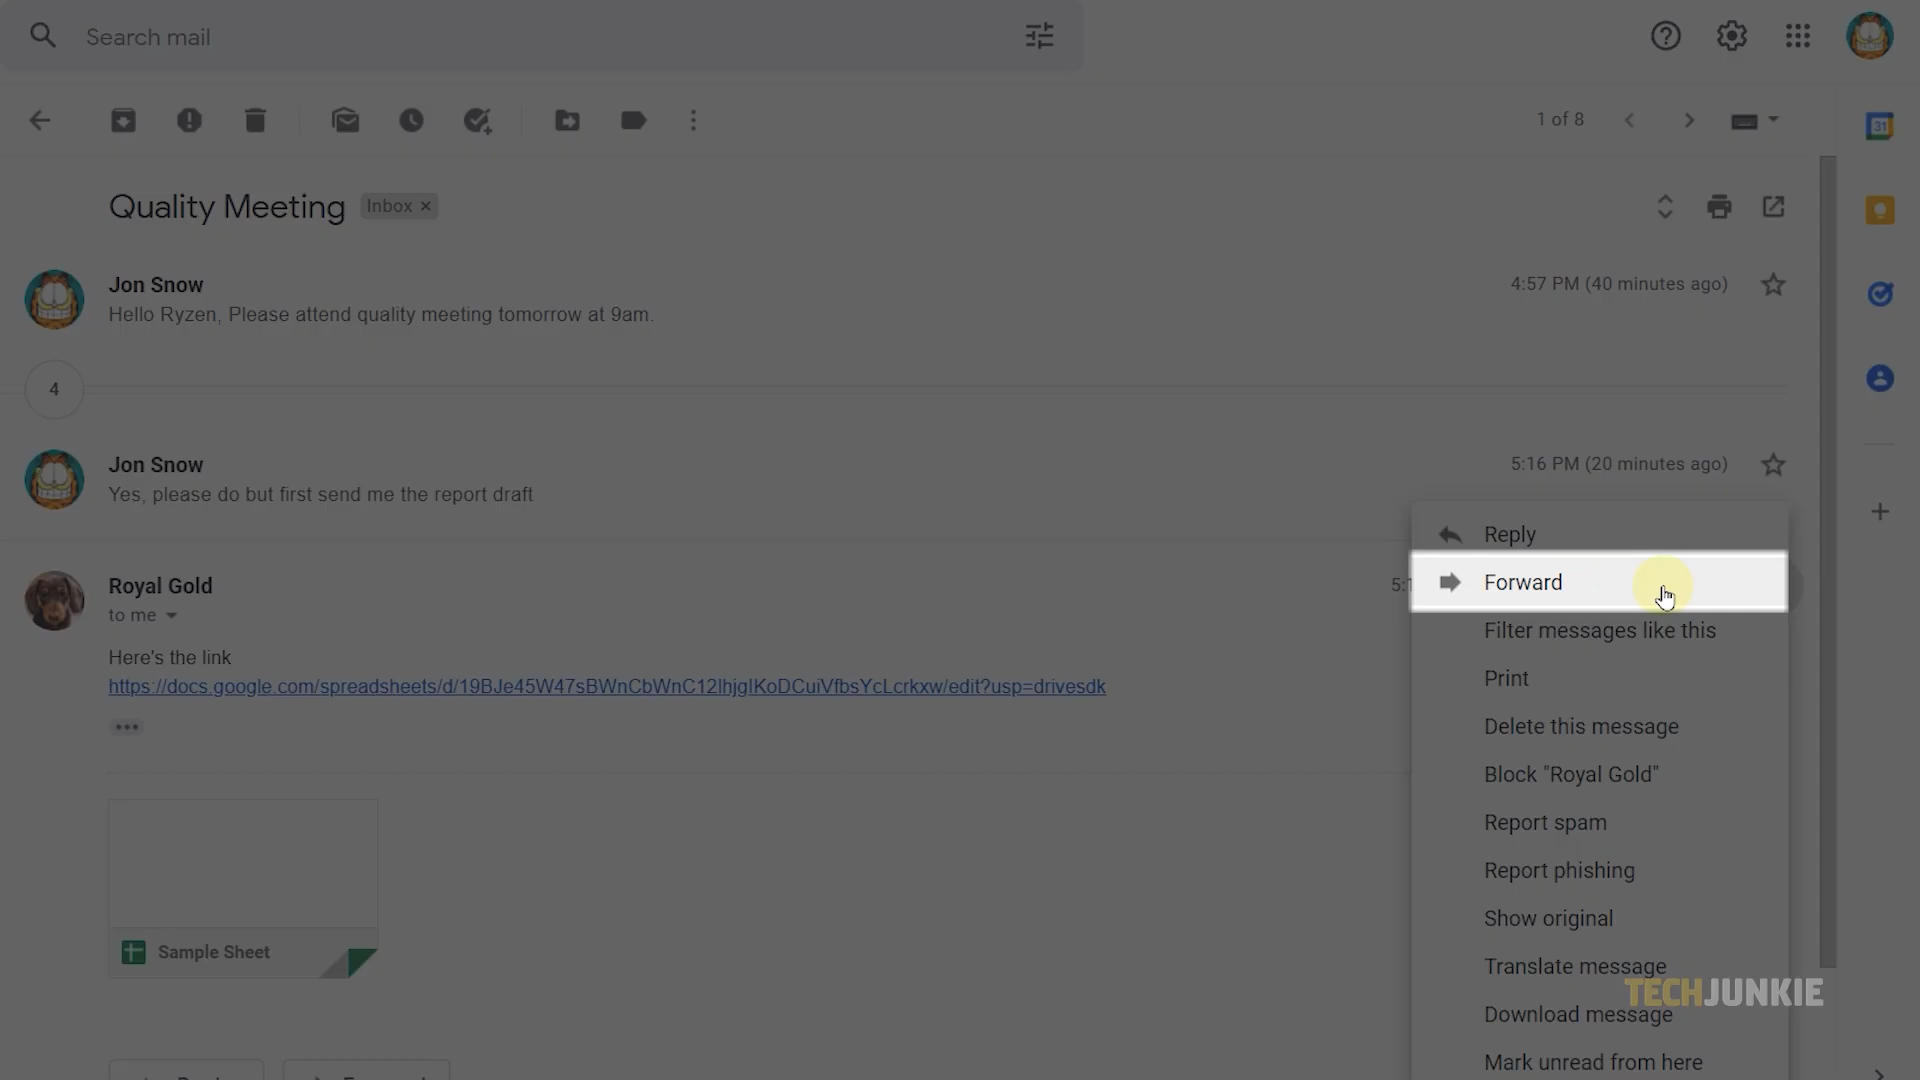 Search mail
1 of 8
31
Quality Meeting
Inbox ×
Jon Snow
4:57 PM (40 minutes ago)
Hello Ryzen, Please attend quality meeting tomorrow at 9am.
4
Jon Snow
5:16 PM (20 minutes ago)
Yes, please do but first send me the report draft
Reply
Forward
Royal Gold
to me
Here's the link
https://docs.google.com/spreadsheets/d/19BJe45W47sBWnCbWnC12IhjgIKoDCuiVfbsYcLcrkxw/edit?usp=drivesdk
Filter messages like this
Print
Delete this message
Block "Royal Gold"
Report spam
Report phishing
Show original
Translate message
Download message
Mark unread from here
Sample Sheet
TECHJUNKIE